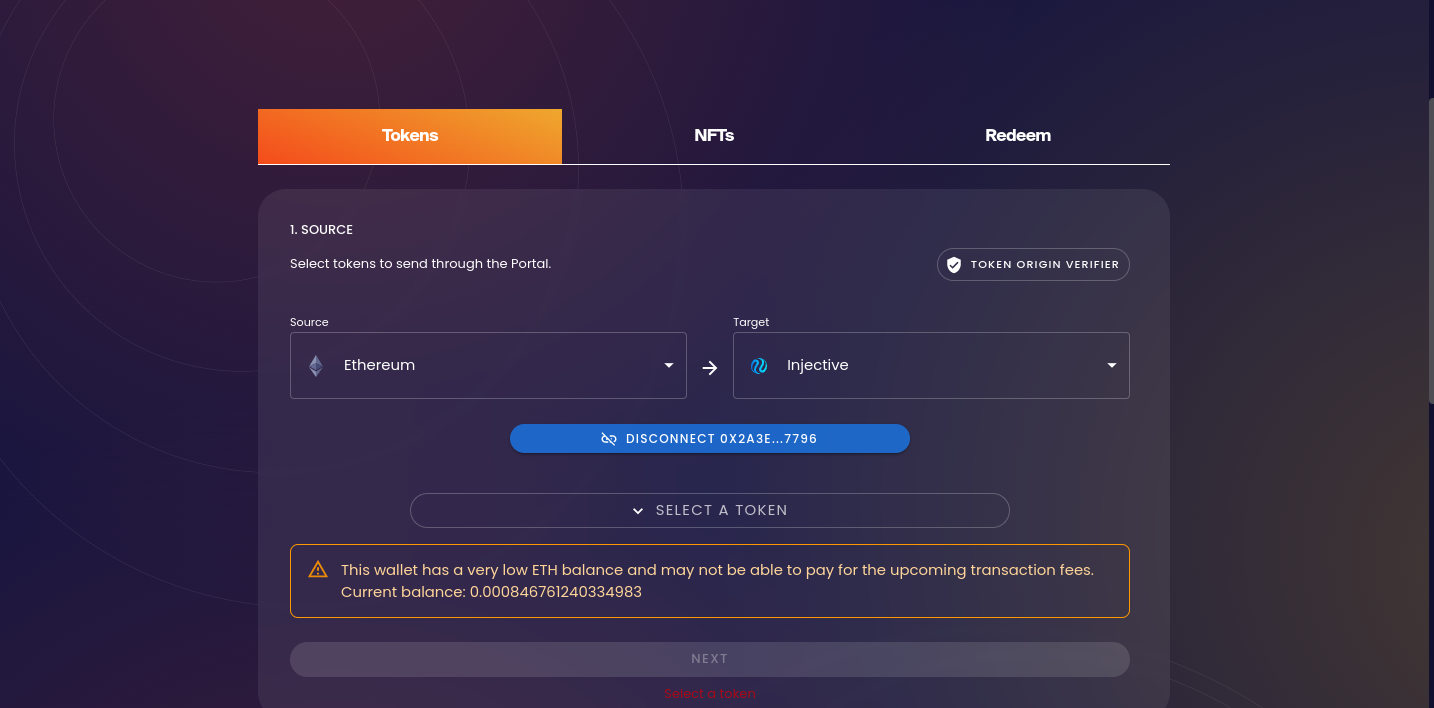 Tokens
NFTs
Redeem
1. SOURCE
Select tokens to send through the Portal.
TOKEN ORIGIN VERIFIER
Source
Target
Ethereum
Injective
DISCONNECT 0X2A3E...7796
SELECT A TOKEN
This wallet has a very low ETH balance and may not be able to pay for the upcoming transaction fees.
Current balance: 0.000846761240334983
NEXT
Select a token